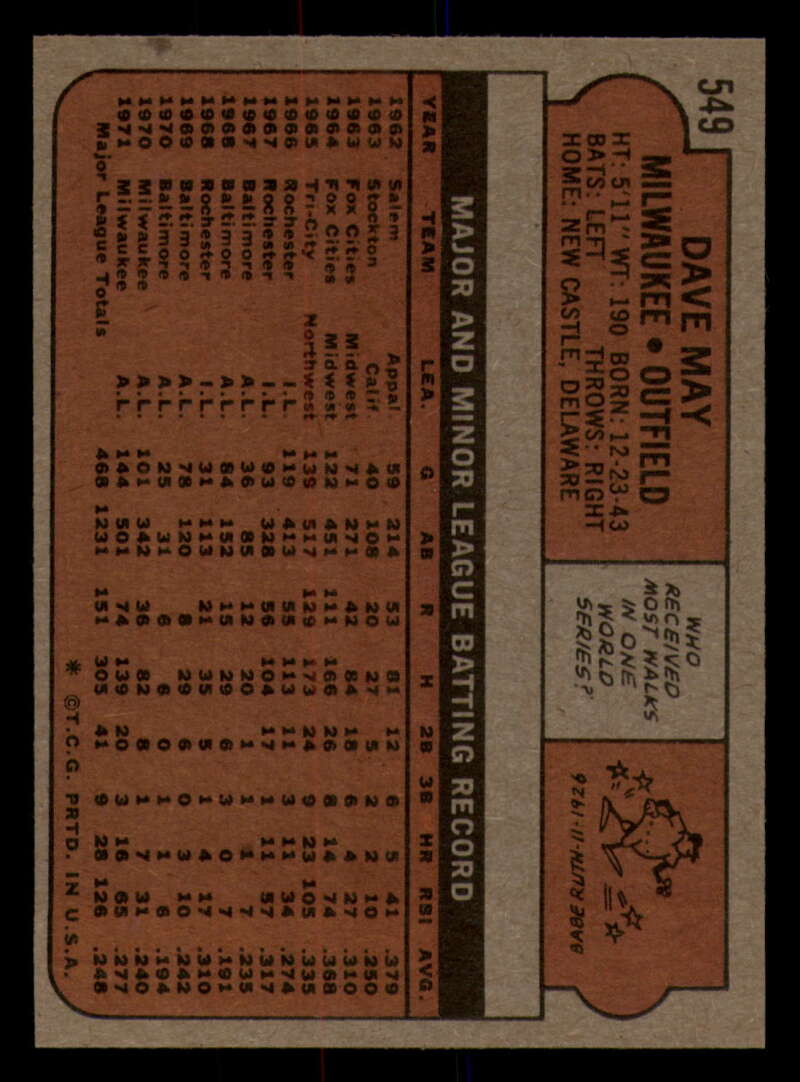 549
DAVE MAY
MILWAUKEE • OUTFIELD
HT: 5'11" WT: 190 BORN: 12-23-43
BATS: LEFT THROWS: RIGHT
HOME: NEW CASTLE, DELAWARE
WHO
RECEIVED
MOST WALKS
IN ONE
WORLD
SERIES?
BABE RUTH-11-1926
MAJOR AND MINOR LEAGUE BATTING RECORD
YEAR TEAM LEA. G AB R H 2B 3B HR RBI AVG.
1962 Salem Appal 59 214 53 81 12 6 5 41 .379
1963 Stockton Calif. 40 108 20 27 5 2 2 10 .250
1963 Fox Cities Midwest 71 271 42 84 18 6 4 27 .310
1964 Fox Cities Midwest 122 451 111 166 26 8 14 74 .368
1965 Tri-City Northwest 139 517 129 173 24 9 23 105 .335
1966 Rochester I.L. 119 413 55 113 11 3 11 34 .274
1967 Rochester I.L. 93 328 56 104 17 1 11 57 .317
1967 Baltimore A.L. 36 85 12 20 1 1 1 7 .235
1968 Baltimore A.L. 84 152 15 29 6 3 0 7 .191
1968 Rochester I.L. 31 113 21 35 5 1 4 17 .310
1969 Baltimore A.L. 78 120 8 29 6 0 3 10 .242
1970 Baltimore A.L. 25 31 6 6 0 1 1 6 .194
1970 Milwaukee A.L. 101 342 36 82 8 1 7 31 .240
1971 Milwaukee A.L. 144 501 74 139 20 3 16 65 .277
Major League Totals 468 1231 151 305 41 9 28 126 .248
* ©T.C.G. PRTD. IN U.S.A.